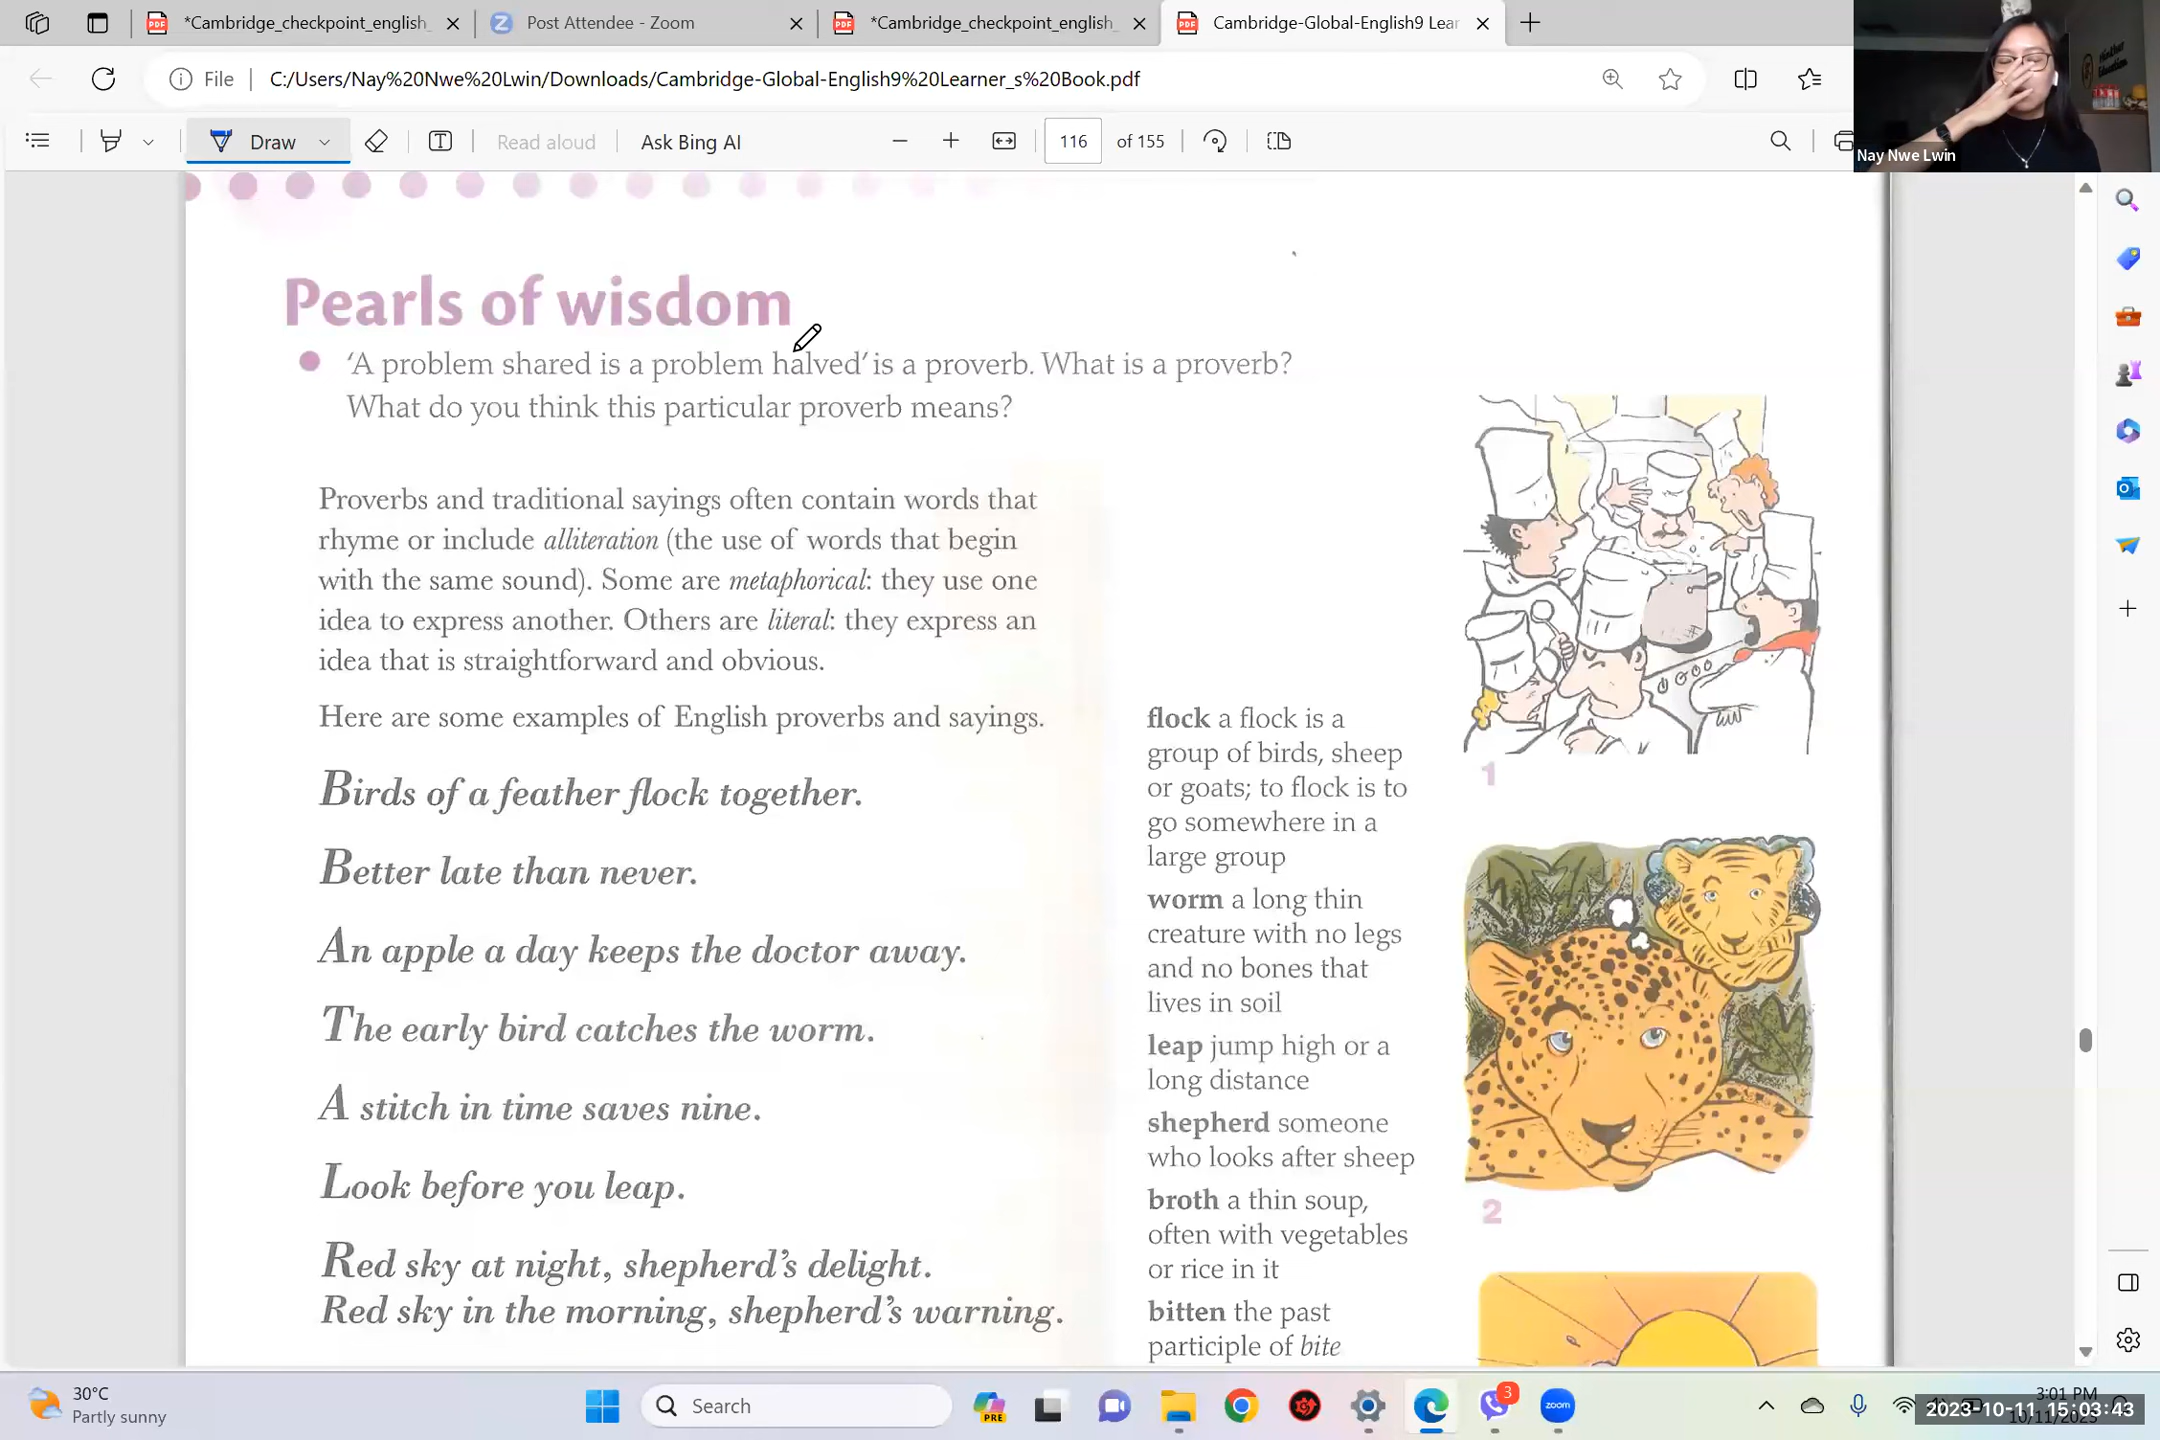 *Cambridge_checkpoint_english_
Post Attendee - Zoom
*Cambridge_checkpoint_english_
Cambridge-Global-English9 Lear
File
C:/Users/Nay%20Nwe%20Lwin/Downloads/Cambridge-Global-English9%20Learner_s%20Book.pdf
Draw
Read aloud
Ask Bing AI
116
of 155
Nay Nwe Lwin
Pearls of wisdom
‘A problem shared is a problem halved’ is a proverb. What is a proverb?
What do you think this particular proverb means?
Proverbs and traditional sayings often contain words that
rhyme or include alliteration (the use of words that begin
with the same sound). Some are metaphorical: they use one
idea to express another. Others are literal: they express an
idea that is straightforward and obvious.
Here are some examples of English proverbs and sayings.
Birds of a feather flock together.
Better late than never.
An apple a day keeps the doctor away.
The early bird catches the worm.
A stitch in time saves nine.
Look before you leap.
Red sky at night, shepherd’s delight.
Red sky in the morning, shepherd’s warning.
flock a flock is a
group of birds, sheep
or goats; to flock is to
go somewhere in a
large group
worm a long thin
creature with no legs
and no bones that
lives in soil
leap jump high or a
long distance
shepherd someone
who looks after sheep
broth a thin soup,
often with vegetables
or rice in it
bitten the past
participle of bite
1
2
30°C
Partly sunny
Search
PRE
3
zoom
3:01 PM
2023-10-11 15:03:43